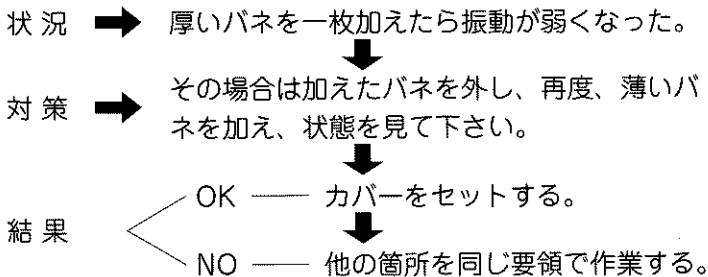 状況 ➡ 厚いバネを一枚加えたら振動が弱くなった。
対策 ➡ その場合は加えたバネを外し、再度、薄いバ
ネを加え、状態を見て下さい。
結果
OK カバーをセットする。
NO 他の箇所を同じ要領で作業する。